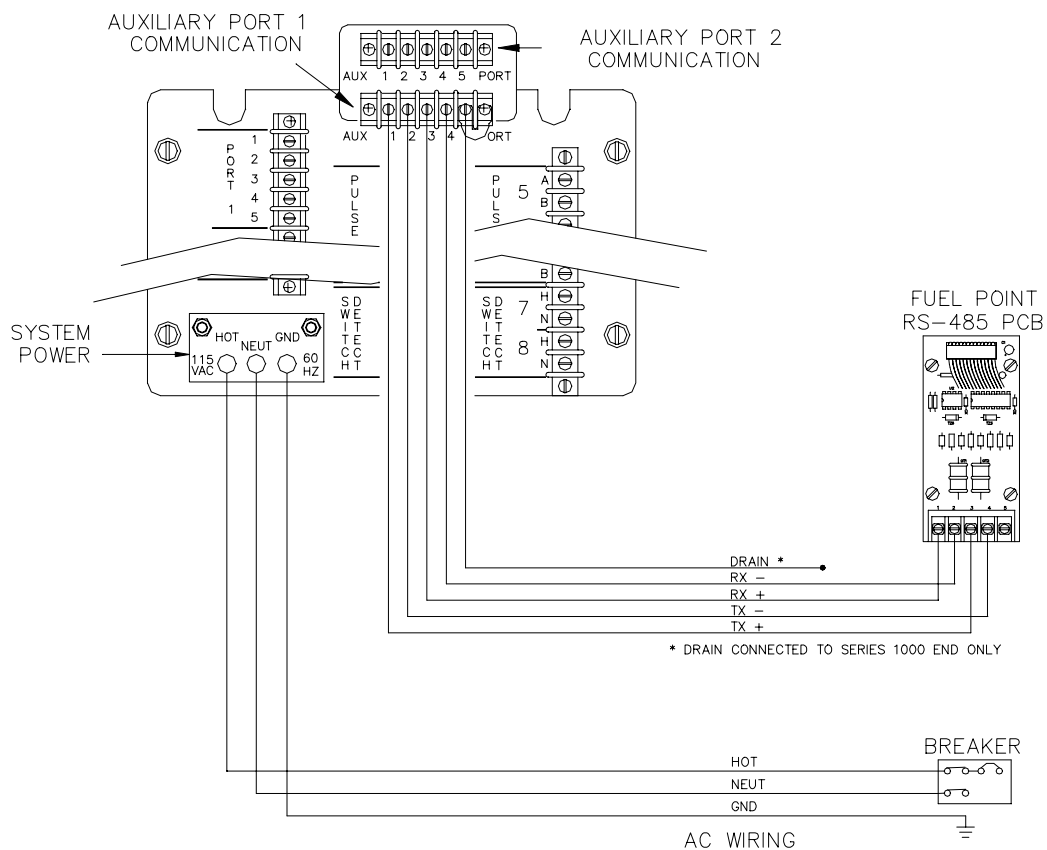 AUXILIARY PORT 1
COMMUNICATION
AUXILIARY PORT 2
COMMUNICATION
AUX 1 2 3 4 5 PORT
AUX 1 2 3 4 ORT
PORT 1
1
2
3
4
5
PULSE
PULS
5
A
B
B
SWITCH
DETECT
SWITCH
DETECT
7
H
N
8
H
N
SYSTEM
POWER
HOT
NEUT
GND
115
VAC
60
HZ
FUEL POINT
RS-485 PCB
1 2 3 4 5
DRAIN *
RX -
RX +
TX -
TX +
* DRAIN CONNECTED TO SERIES 1000 END ONLY
BREAKER
HOT
NEUT
GND
AC WIRING